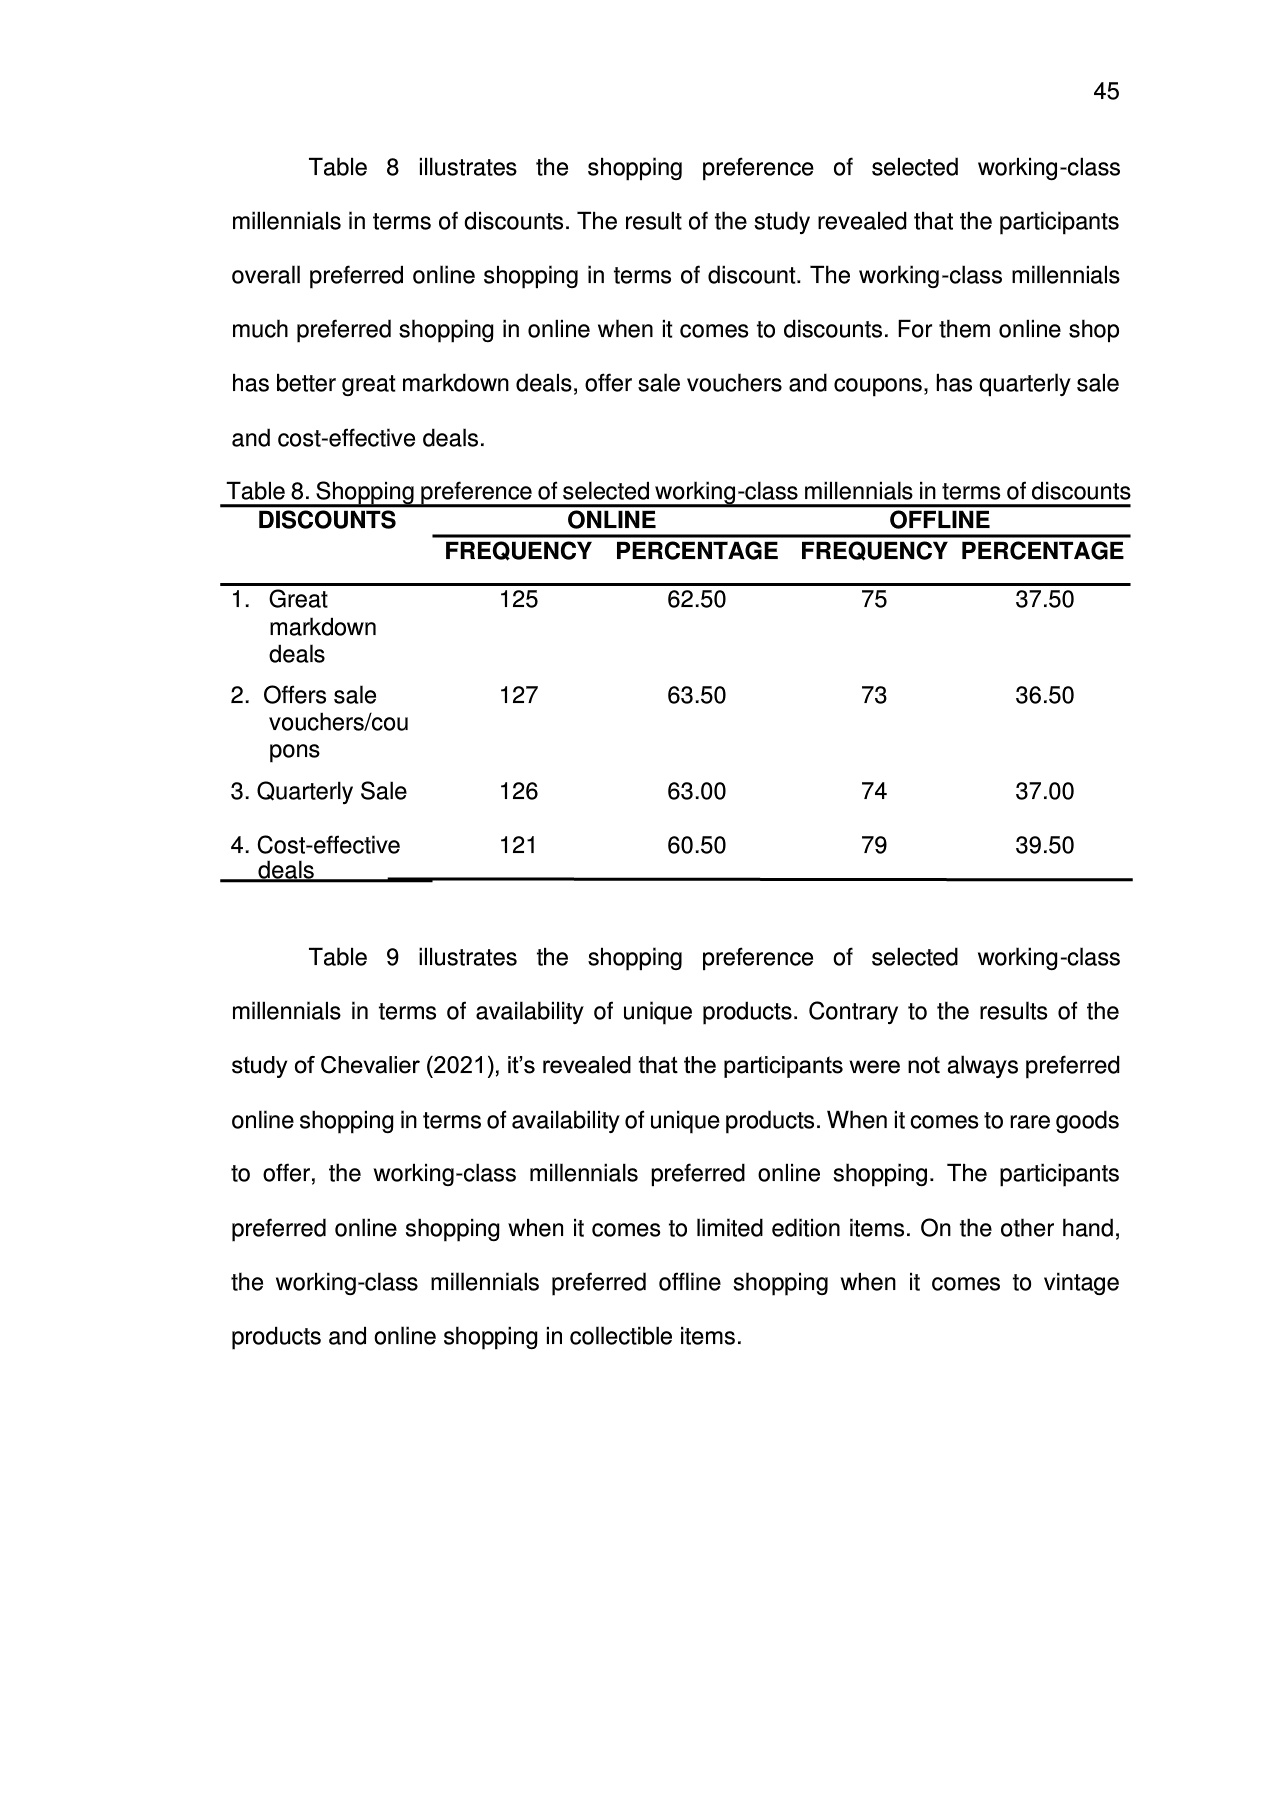 45
Table 8 illustrates the shopping preference of selected working-class
millennials in terms of discounts. The result of the study revealed that the participants
overall preferred online shopping in terms of discount. The working-class millennials
much preferred shopping in online when it comes to discounts. For them online shop
has better great markdown deals, offer sale vouchers and coupons, has quarterly sale
and cost-effective deals.
Table 8. Shopping preference of selected working-class millennials in terms of discounts
DISCOUNTS ONLINE OFFLINE
FREQUENCY PERCENTAGE FREQUENCY PERCENTAGE
1. Great 125 62.50 75 37.50
markdown
deals
2. Offers sale 127 63.50 73 36.50
vouchers/cou
pons
3. Quarterly Sale 126 63.00 74 37.00
4. Cost-effective 121 60.50 79 39.50
deals
Table 9 illustrates the shopping preference of selected working-class
millennials in terms of availability of unique products. Contrary to the results of the
study of Chevalier (2021), it’s revealed that the participants were not always preferred
online shopping in terms of availability of unique products. When it comes to rare goods
to offer, the working-class millennials preferred online shopping. The participants
preferred online shopping when it comes to limited edition items. On the other hand,
the working-class millennials preferred offline shopping when it comes to vintage
products and online shopping in collectible items.